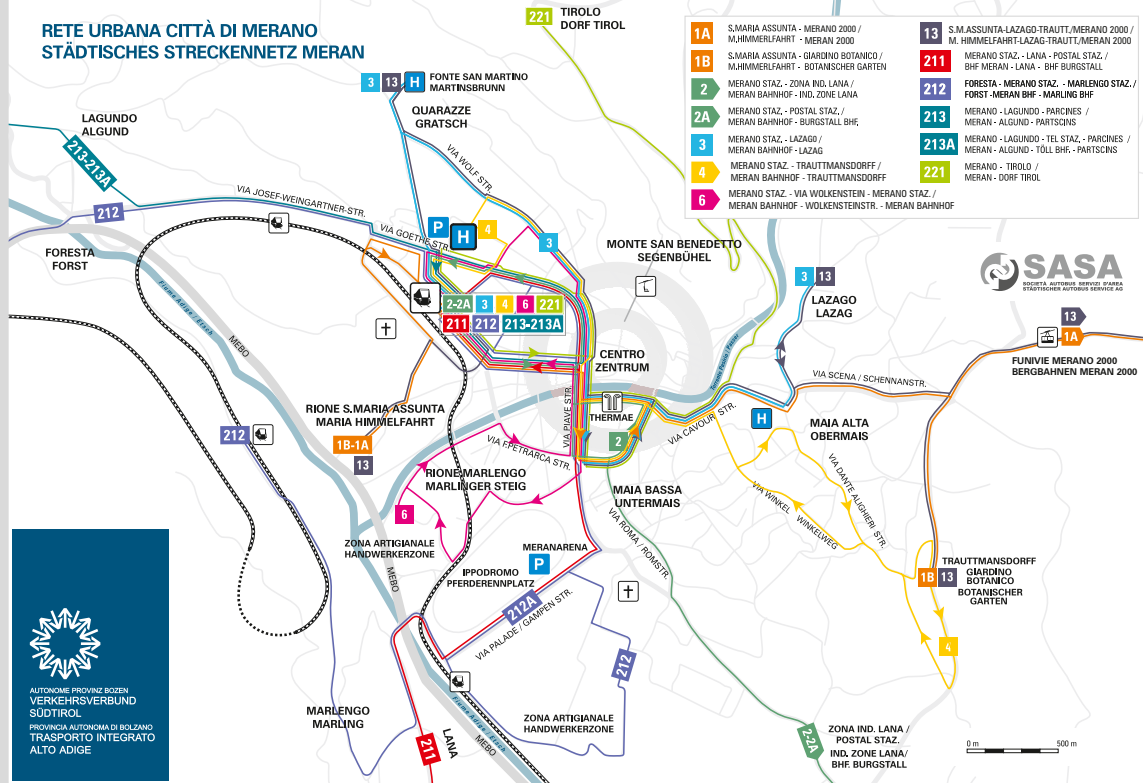 RETE URBANA CITTÀ DI MERANO
STÄDTISCHES STRECKENNETZ MERAN
221
TIROLO
DORF TIROL
1A
S.MARIA ASSUNTA - MERANO 2000 /
M.HIMMERLFAHRT - MERAN 2000
1B
S.MARIA ASSUNTA - GIARDINO BOTANICO /
M.HIMMERLFAHRT - BOTANISCHER GARTEN
2
MERANO STAZ. - ZONA IND. LANA /
MERAN BAHNHOF - IND. ZONE LANA
2A
MERANO STAZ. - POSTAL STAZ. /
MERAN BAHNHOF - BURGSTALL BHF.
3
MERANO STAZ. - LAZAGO /
MERAN BAHNHOF - LAZAG
4
MERANO STAZ. - TRAUTTMANSDORFF /
MERAN BAHNHOF - TRAUTTMANSDORFF
6
MERANO STAZ. - VIA WOLKENSTEIN - MERANO STAZ. /
MERAN BAHNHOF - WOLKENSTEINSTR. - MERAN BAHNHOF
13
S.M.ASSUNTA-LAZAGO-TRAUTT./MERANO 2000 /
M. HIMMELFAHRT-LAZAG-TRAUTT./MERAN 2000
211
MERANO STAZ. - LANA - POSTAL STAZ. /
BHF MERAN - LANA - BHF BURGSTALL
212
FORESTA - MERANO STAZ. - MARLENGO STAZ. /
FORST -MERAN BHF - MARLING BHF
213
MERANO - LAGUNDO - PARCINES /
MERAN - ALGUND - PARTSCINS
213A
MERANO - LAGUNDO - TEL STAZ. - PARCINES /
MERAN - ALGUND - TÖLL BHF. - PARTSCINS
221
MERANO - TIROLO /
MERAN - DORF TIROL
3 13 H
FONTE SAN MARTINO
MARTINSBRUNN
QUARAZZE
GRATSCH
LAGUNDO
ALGUND
213-213A
VIA WOLF STR.
VIA JOSEF-WEINGARTNER-STR.
212
VIA GOETHE STR.
P H 4
3
FORESTA
FORST
MONTE SAN BENEDETTO
SEGENBÜHEL
SASA
SOCIETÀ AUTOBUS SERVIZI D'AREA
STÄDTISCHER AUTOBUS SERVICE AG
3 13
LAZAGO
LAZAG
Fiume Adige / Etsch
MEBO
2-2A 3 4 6 221
211 212 213-213A
13
1A
FUNIVIE MERANO 2000
BERGBAHNEN MERAN 2000
CENTRO
ZENTRUM
Torrente Passirio / Passer
VIA SCENA / SCHENNANSTR.
VIA PIAVE STR.
THERMAE
H
VIA CAVOUR STR.
MAIA ALTA
OBERMAIS
RIONE S.MARIA ASSUNTA
MARIA HIMMELFAHRT
1B-1A
13
212
2
VIA F.PETRARCA STR.
RIONE MARLENGO
MARLINGER STEIG
6
MAIA BASSA
UNTERMAIS
VIA ROMA / ROMSTR.
VIA DANTE ALIGHIERI STR.
VIA WINKEL
WINKELWEG
ZONA ARTIGIANALE
HANDWERKERZONE
MEBO
MERANARENA
P
IPPODROMO
PFERDERENNPLATZ
212A
VIA PALADE / GAMPEN STR.
212
TRAUTTMANSDORFF
GIARDINO
BOTANICO
BOTANISCHER
GARTEN
1B 13
4
AUTONOME PROVINZ BOZEN
VERKEHRSVERBUND
SÜDTIROL
PROVINCIA AUTONOMA DI BOLZANO
TRASPORTO INTEGRATO
ALTO ADIGE
MARLENGO
MARLING
211
LANA
MEBO
Fiume Adige / Etsch
ZONA ARTIGIANALE
HANDWERKERZONE
2-2A
ZONA IND. LANA /
POSTAL STAZ.
IND. ZONE LANA/
BHF. BURGSTALL
0 m 500 m